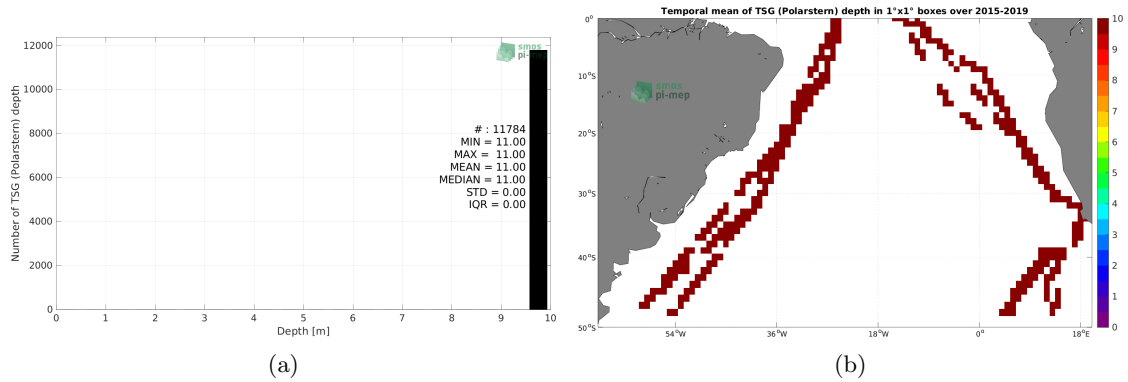 12000
10000
8000
6000
4000
2000
0
Number of TSG (Polarstern) depth
smos
pi-mep
# : 11784
MIN = 11.00
MAX = 11.00
MEAN = 11.00
MEDIAN = 11.00
STD = 0.00
IQR = 0.00
0 1 2 3 4 5 6 7 8 9 10
Depth [m]
(a)
Temporal mean of TSG (Polarstern) depth in 1°x1° boxes over 2015-2019
0°
10°S
20°S
30°S
40°S
50°S
smos
pi-mep
54°W 36°W 18°W 0° 18°E
10
9
8
7
6
5
4
3
2
1
0
(b)